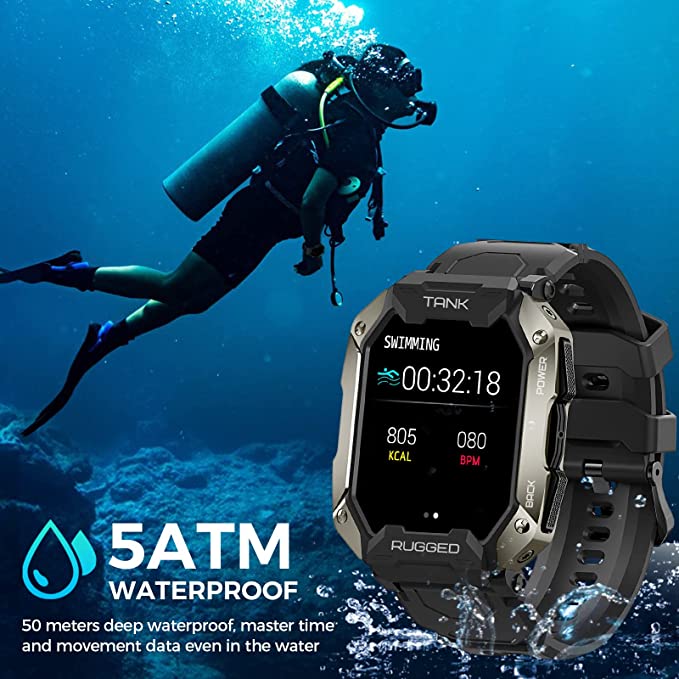 TANK
SWIMMING
00:32:18
805
KCAL
080
BPM
POWER
BACK
RUGGED
5ATM
WATERPROOF
50 meters deep waterproof, master time
and movement data even in the water